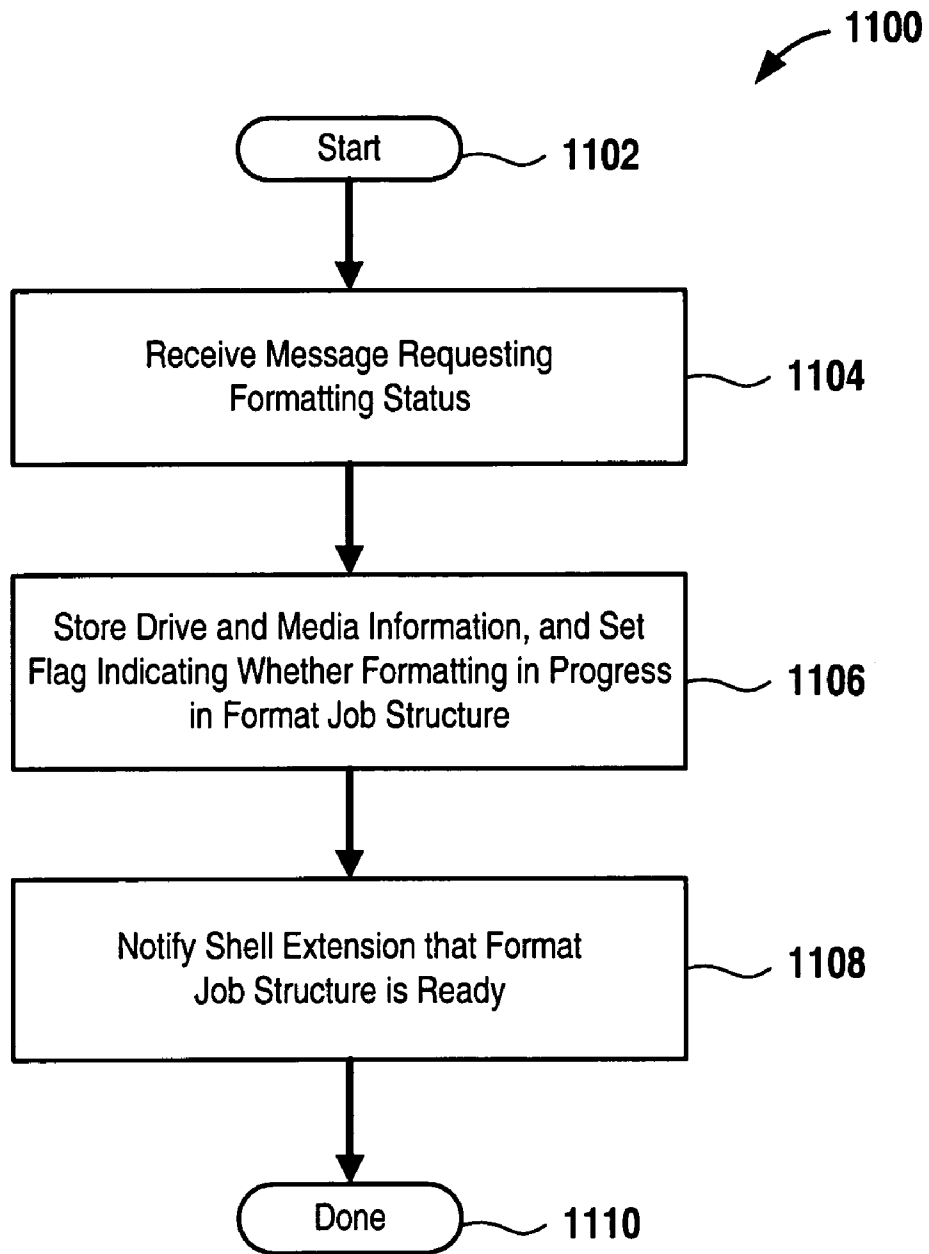 1100
Start
1102
Receive Message Requesting
Formatting Status
1104
Store Drive and Media Information, and Set
Flag Indicating Whether Formatting in Progress
in Format Job Structure
1106
Notify Shell Extension that Format
Job Structure is Ready
1108
Done
1110